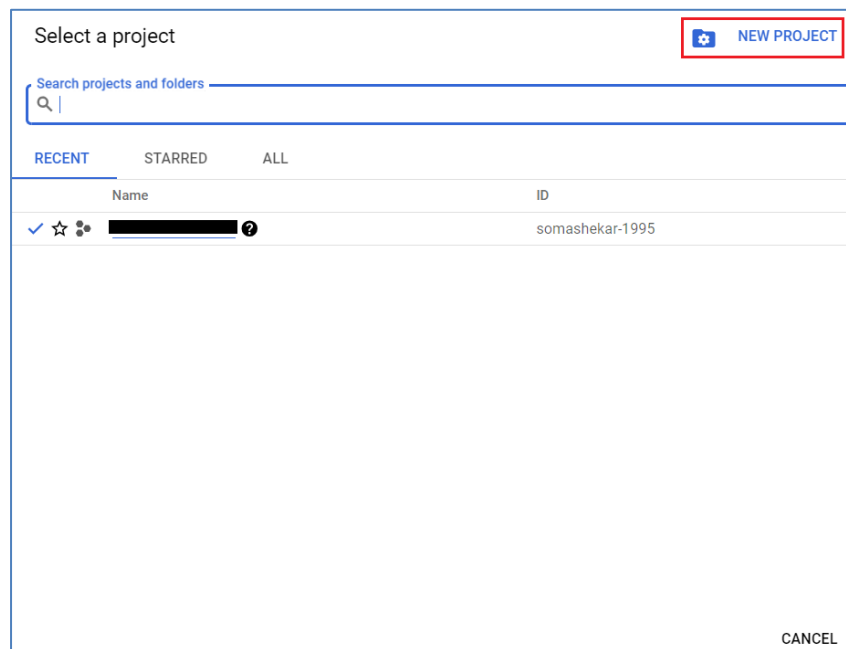 Select a project
NEW PROJECT
Search projects and folders
RECENT STARRED ALL
Name ID
somashekar-1995
CANCEL